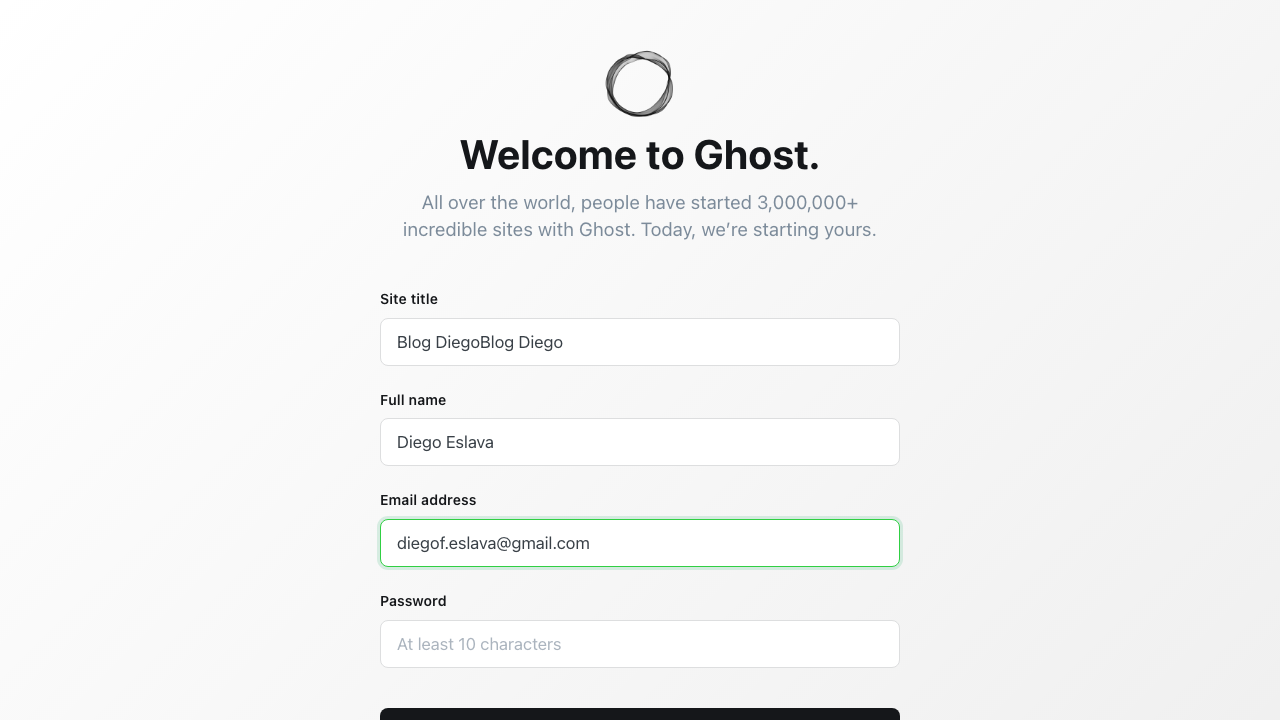 Welcome to Ghost.
All over the world, people have started 3,000,000+
incredible sites with Ghost. Today, we’re starting yours.
Site title
Blog DiegoBlog Diego
Full name
Diego Eslava
Email address
diegof.eslava@gmail.com
Password
At least 10 characters